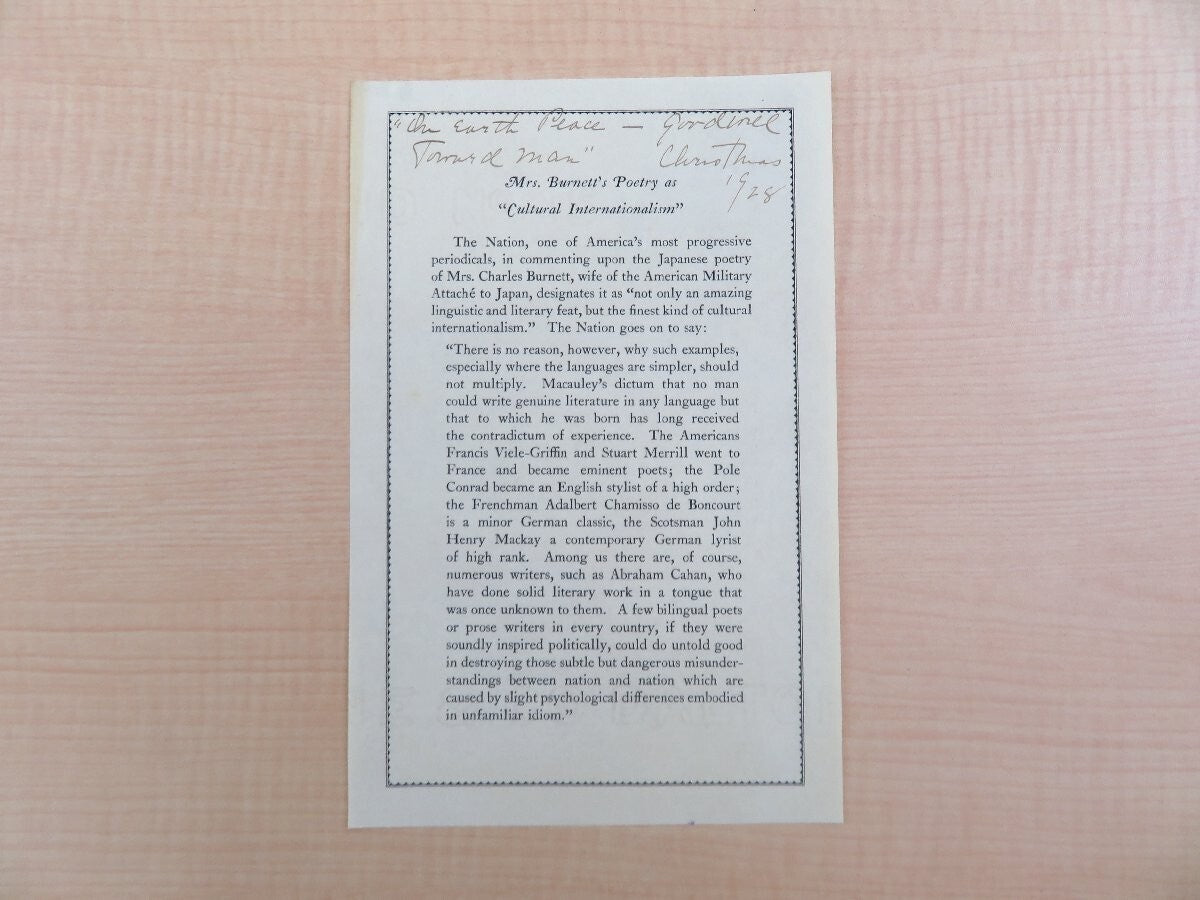 "On Earth Peace — Goodwill
Toward Man" Christmas
1928
Mrs. Burnett's Poetry as
"Cultural Internationalism"
The Nation, one of America's most progressive
periodicals, in commenting upon the Japanese poetry
of Mrs. Charles Burnett, wife of the American Military
Attaché to Japan, designates it as "not only an amazing
linguistic and literary feat, but the finest kind of cultural
internationalism." The Nation goes on to say:
"There is no reason, however, why such examples,
especially where the languages are simpler, should
not multiply. Macauley's dictum that no man
could write genuine literature in any language but
that to which he was born has long received
the contradictum of experience. The Americans
Francis Viele-Griffin and Stuart Merrill went to
France and became eminent poets; the Pole
Conrad became an English stylist of a high order;
the Frenchman Adalbert Chamisso de Boncourt
is a minor German classic, the Scotsman John
Henry Mackay a contemporary German lyrist
of high rank. Among us there are, of course,
numerous writers, such as Abraham Cahan, who
have done solid literary work in a tongue that
was once unknown to them. A few bilingual poets
or prose writers in every country, if they were
soundly inspired politically, could do untold good
in destroying those subtle but dangerous misunder-
standings between nation and nation which are
caused by slight psychological differences embodied
in unfamiliar idiom."